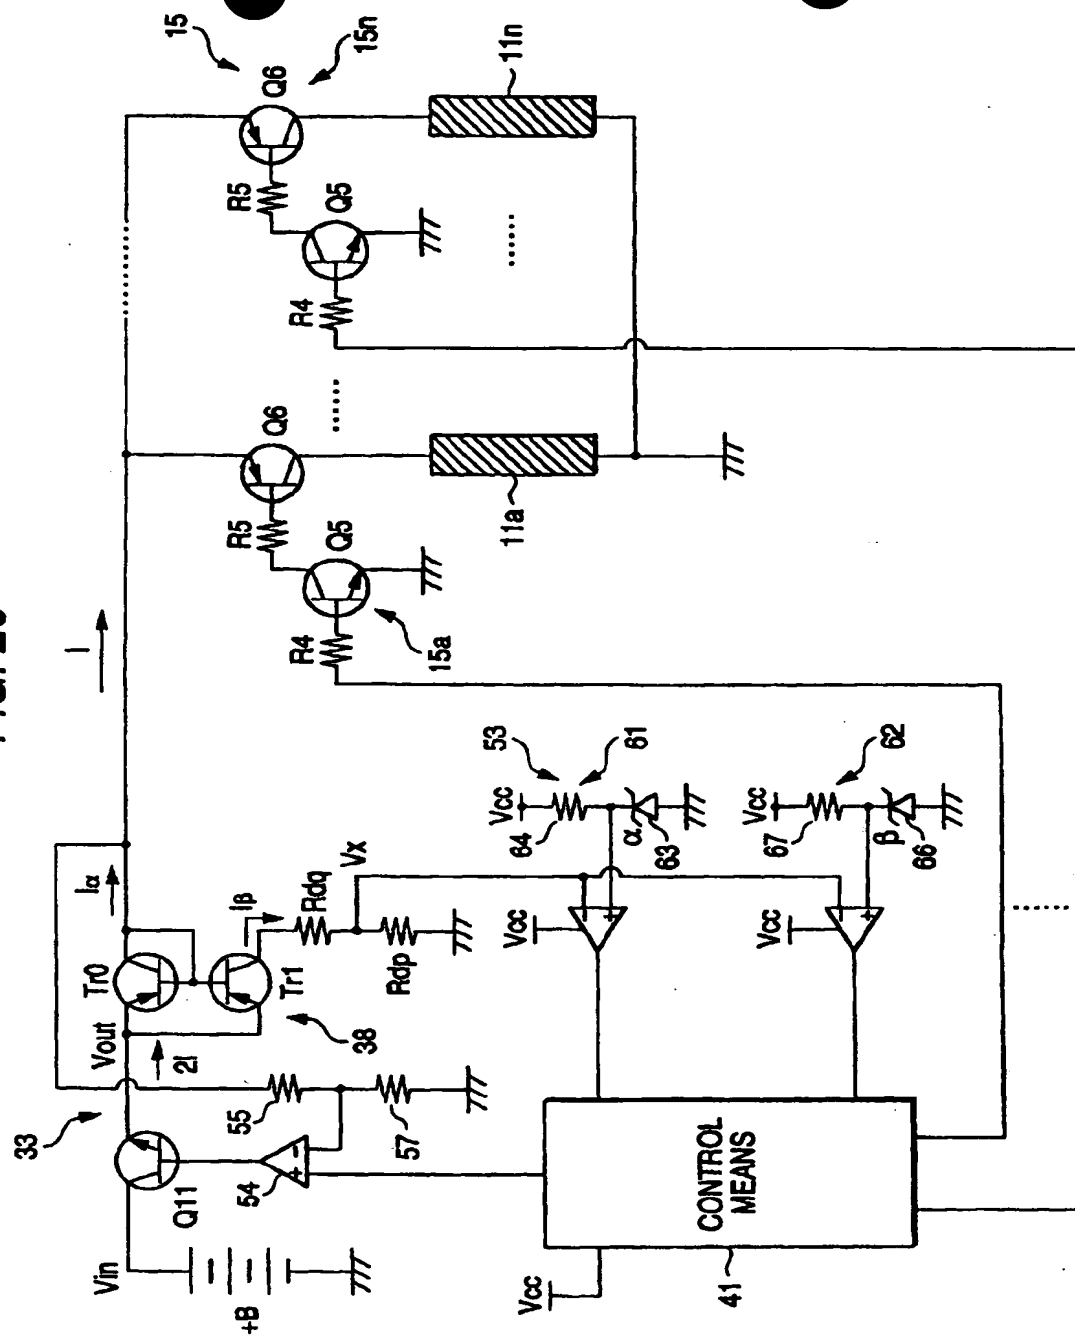 15
15n
Q6
11n
R5
Q5
R4
......
Q6
R5
Q5
11a
R4
15a
......
I
53
61
Vcc
64
α
63
62
Vcc
67
β
66
Iα
Iβ
Rdq
Vx
Rdp
Tr0
Tr1
Vout
2I
38
33
55
57
54
Q11
Vin
+B
Vcc
Vcc
Vcc
CONTROL
MEANS
41